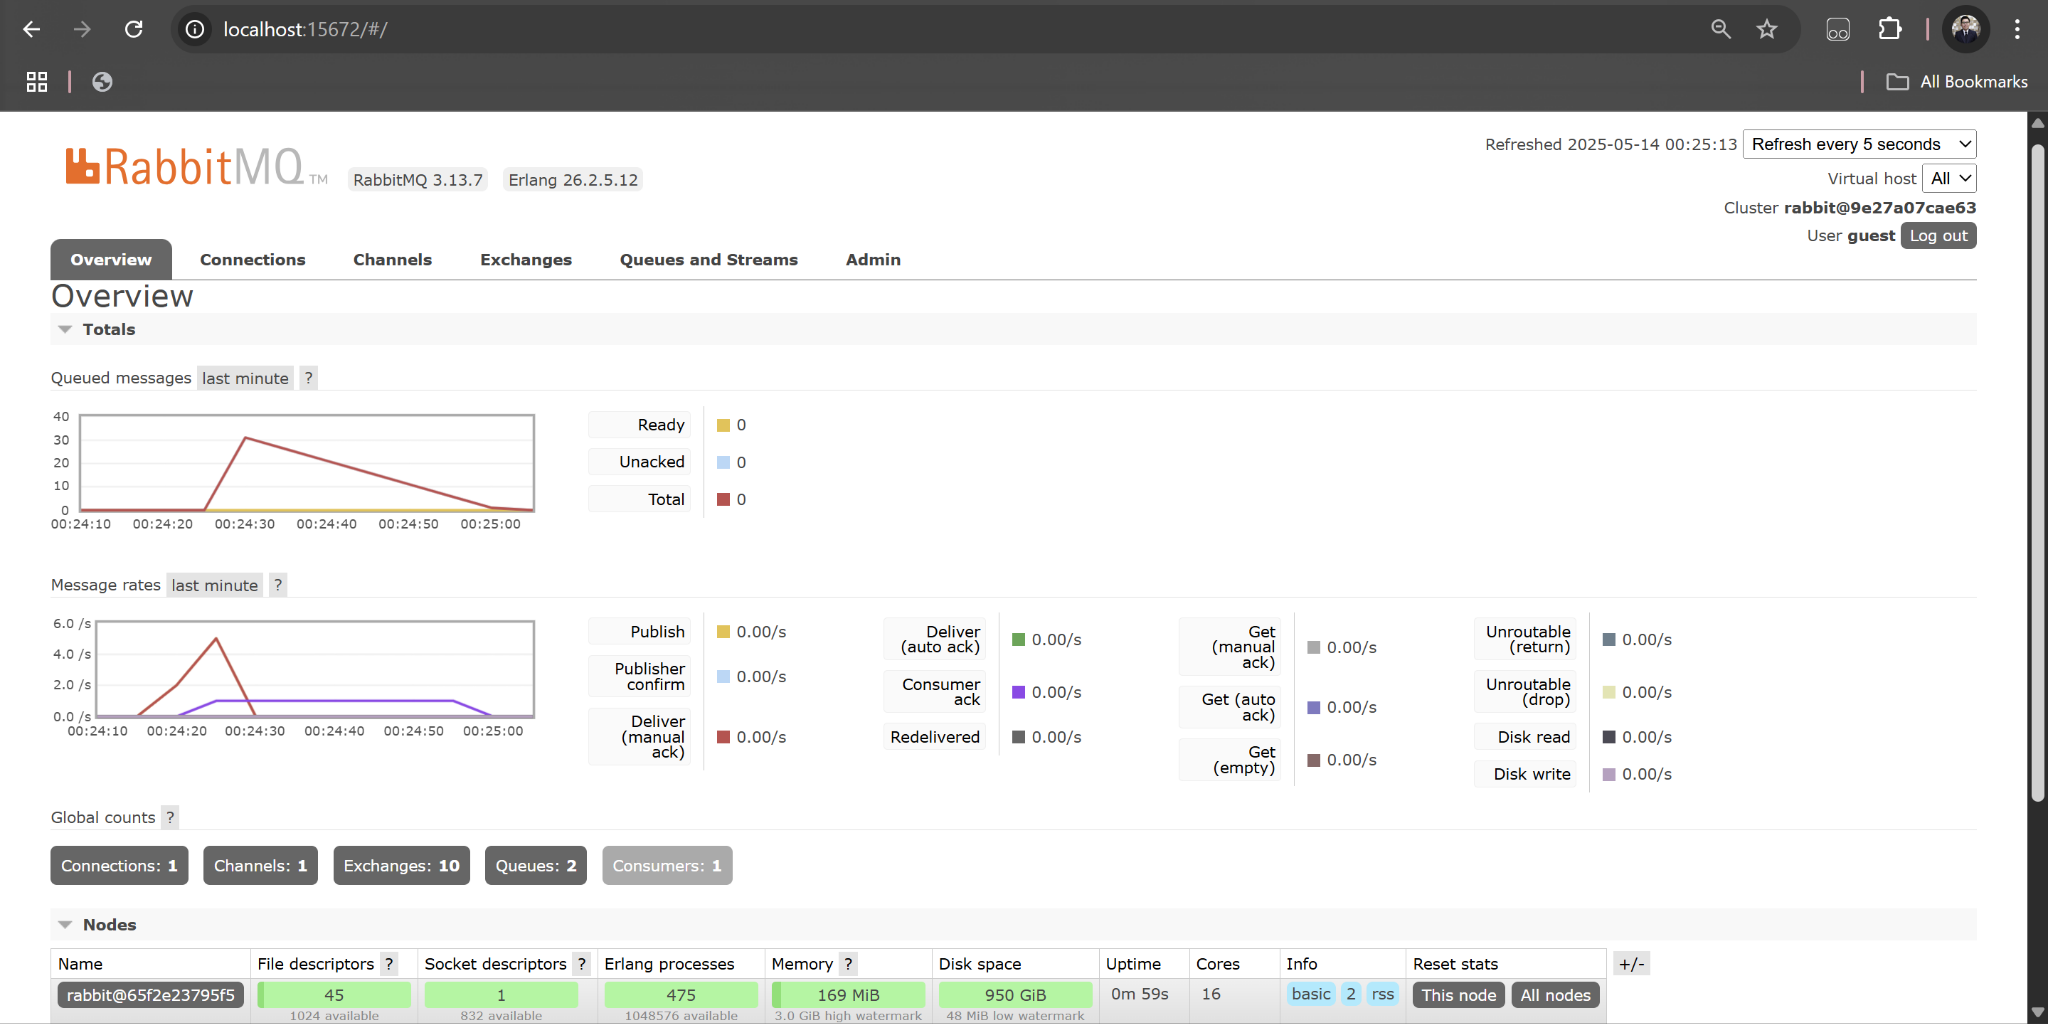 localhost:15672/#/
All Bookmarks
RabbitMQ TM
RabbitMQ 3.13.7
Erlang 26.2.5.12
Refreshed 2025-05-14 00:25:13
Refresh every 5 seconds
Virtual host
All
Cluster rabbit@9e27a07cae63
User guest
Log out
Overview
Connections
Channels
Exchanges
Queues and Streams
Admin
Overview
Totals
Queued messages last minute ?
40
30
20
10
0
00:24:10 00:24:20 00:24:30 00:24:40 00:24:50 00:25:00
Ready 0
Unacked 0
Total 0
Message rates last minute ?
6.0 /s
4.0 /s
2.0 /s
0.0 /s
00:24:10 00:24:20 00:24:30 00:24:40 00:24:50 00:25:00
Publish 0.00/s
Publisher
confirm 0.00/s
Deliver
(manual
ack) 0.00/s
Deliver
(auto ack) 0.00/s
Consumer
ack 0.00/s
Redelivered 0.00/s
Get
(manual
ack) 0.00/s
Get (auto
ack) 0.00/s
Get
(empty) 0.00/s
Unroutable
(return) 0.00/s
Unroutable
(drop) 0.00/s
Disk read 0.00/s
Disk write 0.00/s
Global counts ?
Connections: 1
Channels: 1
Exchanges: 10
Queues: 2
Consumers: 1
Nodes
Name File descriptors ? Socket descriptors ? Erlang processes Memory ? Disk space Uptime Cores Info Reset stats +/-
rabbit@65f2e23795f5 45 1 475 169 MiB 950 GiB 0m 59s 16 basic 2 rss This node All nodes
1024 available 832 available 1048576 available 3.0 GiB high watermark 48 MiB low watermark